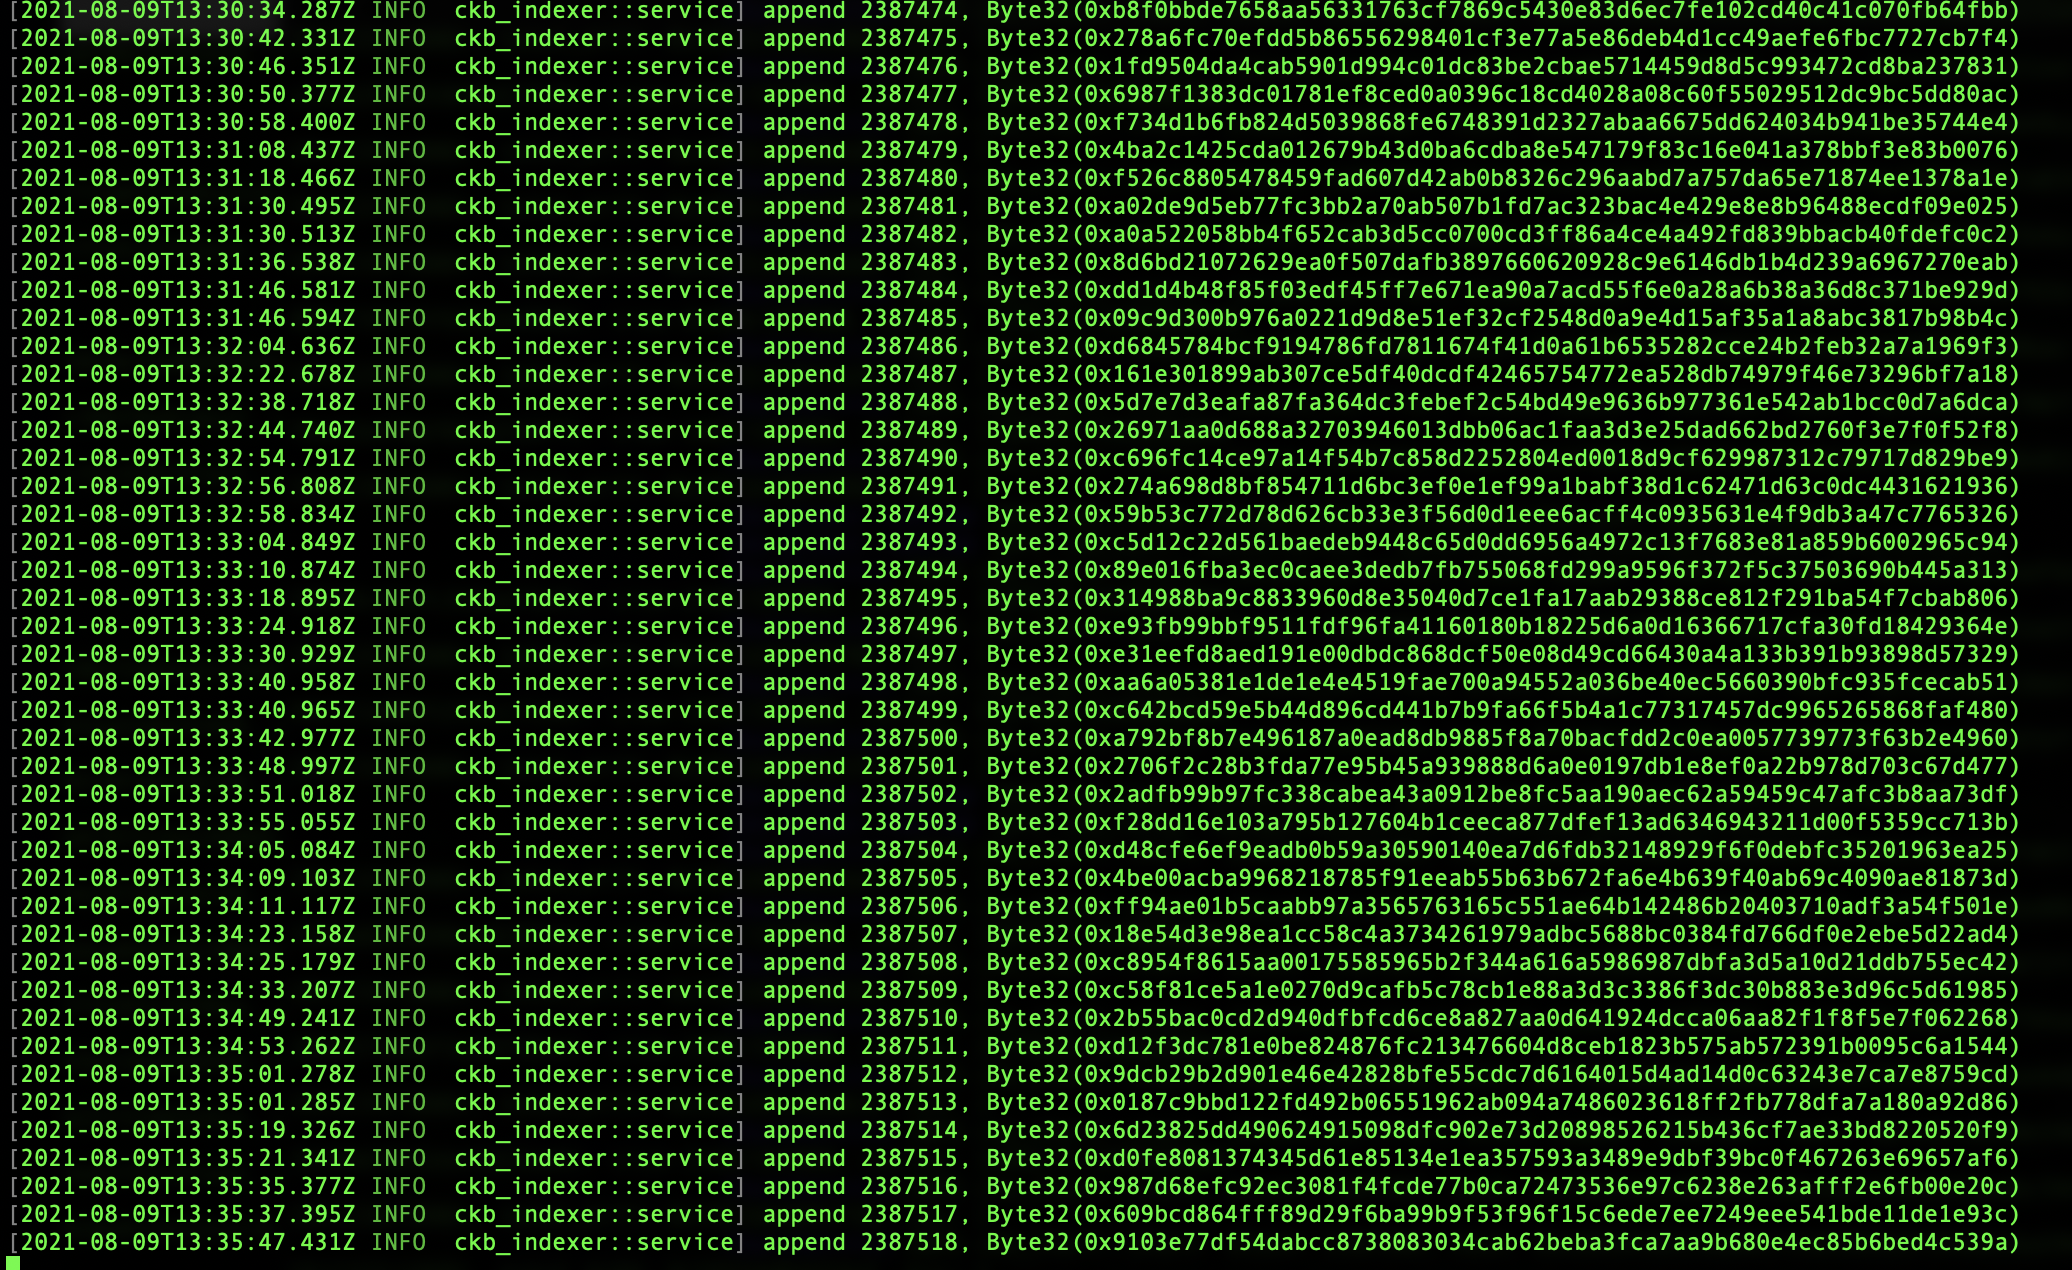 [2021-08-09T13:30:34.287Z INFO  ckb_indexer::service] append 2387474, Byte32(0xb8f0bbde7658aa56331763cf7869c5430e83d6ec7fe102cd40c41c070fb64fbb)
[2021-08-09T13:30:42.331Z INFO  ckb_indexer::service] append 2387475, Byte32(0x278a6fc70efdd5b86556298401cf3e77a5e86deb4d1cc49aefe6fbc7727cb7f4)
[2021-08-09T13:30:46.351Z INFO  ckb_indexer::service] append 2387476, Byte32(0x1fd9504da4cab5901d994c01dc83be2cbae5714459d8d5c993472cd8ba237831)
[2021-08-09T13:30:50.377Z INFO  ckb_indexer::service] append 2387477, Byte32(0x6987f1383dc01781ef8ced0a0396c18cd4028a08c60f55029512dc9bc5dd80ac)
[2021-08-09T13:30:58.400Z INFO  ckb_indexer::service] append 2387478, Byte32(0xf734d1b6fb824d5039868fe6748391d2327abaa6675dd624034b941be35744e4)
[2021-08-09T13:31:08.437Z INFO  ckb_indexer::service] append 2387479, Byte32(0x4ba2c1425cda012679b43d0ba6cdba8e547179f83c16e041a378bbf3e83b0076)
[2021-08-09T13:31:18.466Z INFO  ckb_indexer::service] append 2387480, Byte32(0xf526c8805478459fad607d42ab0b8326c296aabd7a757da65e71874ee1378a1e)
[2021-08-09T13:31:30.495Z INFO  ckb_indexer::service] append 2387481, Byte32(0xa02de9d5eb77fc3bb2a70ab507b1fd7ac323bac4e429e8e8b96488ecdf09e025)
[2021-08-09T13:31:30.513Z INFO  ckb_indexer::service] append 2387482, Byte32(0xa0a522058bb4f652cab3d5cc0700cd3ff86a4ce4a492fd839bbacb40fdefc0c2)
[2021-08-09T13:31:36.538Z INFO  ckb_indexer::service] append 2387483, Byte32(0x8d6bd21072629ea0f507dafb3897660620928c9e6146db1b4d239a6967270eab)
[2021-08-09T13:31:46.581Z INFO  ckb_indexer::service] append 2387484, Byte32(0xdd1d4b48f85f03edf45ff7e671ea90a7acd55f6e0a28a6b38a36d8c371be929d)
[2021-08-09T13:31:46.594Z INFO  ckb_indexer::service] append 2387485, Byte32(0x09c9d300b976a0221d9d8e51ef32cf2548d0a9e4d15af35a1a8abc3817b98b4c)
[2021-08-09T13:32:04.636Z INFO  ckb_indexer::service] append 2387486, Byte32(0xd6845784bcf9194786fd7811674f41d0a61b6535282cce24b2feb32a7a1969f3)
[2021-08-09T13:32:22.678Z INFO  ckb_indexer::service] append 2387487, Byte32(0x161e301899ab307ce5df40dcdf42465754772ea528db74979f46e73296bf7a18)
[2021-08-09T13:32:38.718Z INFO  ckb_indexer::service] append 2387488, Byte32(0x5d7e7d3eafa87fa364dc3febef2c54bd49e9636b977361e542ab1bcc0d7a6dca)
[2021-08-09T13:32:44.740Z INFO  ckb_indexer::service] append 2387489, Byte32(0x26971aa0d688a32703946013dbb06ac1faa3d3e25dad662bd2760f3e7f0f52f8)
[2021-08-09T13:32:54.791Z INFO  ckb_indexer::service] append 2387490, Byte32(0xc696fc14ce97a14f54b7c858d2252804ed0018d9cf629987312c79717d829be9)
[2021-08-09T13:32:56.808Z INFO  ckb_indexer::service] append 2387491, Byte32(0x274a698d8bf854711d6bc3ef0e1ef99a1babf38d1c62471d63c0dc4431621936)
[2021-08-09T13:32:58.834Z INFO  ckb_indexer::service] append 2387492, Byte32(0x59b53c772d78d626cb33e3f56d0d1eee6acff4c0935631e4f9db3a47c7765326)
[2021-08-09T13:33:04.849Z INFO  ckb_indexer::service] append 2387493, Byte32(0xc5d12c22d561baedeb9448c65d0dd6956a4972c13f7683e81a859b6002965c94)
[2021-08-09T13:33:10.874Z INFO  ckb_indexer::service] append 2387494, Byte32(0x89e016fba3ec0caee3dedb7fb755068fd299a9596f372f5c37503690b445a313)
[2021-08-09T13:33:18.895Z INFO  ckb_indexer::service] append 2387495, Byte32(0x314988ba9c8833960d8e35040d7ce1fa17aab29388ce812f291ba54f7cbab806)
[2021-08-09T13:33:24.918Z INFO  ckb_indexer::service] append 2387496, Byte32(0xe93fb99bbf9511fdf96fa41160180b18225d6a0d16366717cfa30fd18429364e)
[2021-08-09T13:33:30.929Z INFO  ckb_indexer::service] append 2387497, Byte32(0xe31eefd8aed191e00dbdc868dcf50e08d49cd66430a4a133b391b93898d57329)
[2021-08-09T13:33:40.958Z INFO  ckb_indexer::service] append 2387498, Byte32(0xaa6a05381e1de1e4e4519fae700a94552a036be40ec5660390bfc935fcecab51)
[2021-08-09T13:33:40.965Z INFO  ckb_indexer::service] append 2387499, Byte32(0xc642bcd59e5b44d896cd441b7b9fa66f5b4a1c77317457dc9965265868faf480)
[2021-08-09T13:33:42.977Z INFO  ckb_indexer::service] append 2387500, Byte32(0xa792bf8b7e496187a0ead8db9885f8a70bacfdd2c0ea0057739773f63b2e4960)
[2021-08-09T13:33:48.997Z INFO  ckb_indexer::service] append 2387501, Byte32(0x2706f2c28b3fda77e95b45a939888d6a0e0197db1e8ef0a22b978d703c67d477)
[2021-08-09T13:33:51.018Z INFO  ckb_indexer::service] append 2387502, Byte32(0x2adfb99b97fc338cabea43a0912be8fc5aa190aec62a59459c47afc3b8aa73df)
[2021-08-09T13:33:55.055Z INFO  ckb_indexer::service] append 2387503, Byte32(0xf28dd16e103a795b127604b1ceeca877dfef13ad6346943211d00f5359cc713b)
[2021-08-09T13:34:05.084Z INFO  ckb_indexer::service] append 2387504, Byte32(0xd48cfe6ef9eadb0b59a30590140ea7d6fdb32148929f6f0debfc35201963ea25)
[2021-08-09T13:34:09.103Z INFO  ckb_indexer::service] append 2387505, Byte32(0x4be00acba9968218785f91eeab55b63b672fa6e4b639f40ab69c4090ae81873d)
[2021-08-09T13:34:11.117Z INFO  ckb_indexer::service] append 2387506, Byte32(0xff94ae01b5caabb97a3565763165c551ae64b142486b20403710adf3a54f501e)
[2021-08-09T13:34:23.158Z INFO  ckb_indexer::service] append 2387507, Byte32(0x18e54d3e98ea1cc58c4a3734261979adbc5688bc0384fd766df0e2ebe5d22ad4)
[2021-08-09T13:34:25.179Z INFO  ckb_indexer::service] append 2387508, Byte32(0xc8954f8615aa00175585965b2f344a616a5986987dbfa3d5a10d21ddb755ec42)
[2021-08-09T13:34:33.207Z INFO  ckb_indexer::service] append 2387509, Byte32(0xc58f81ce5a1e0270d9cafb5c78cb1e88a3d3c3386f3dc30b883e3d96c5d61985)
[2021-08-09T13:34:49.241Z INFO  ckb_indexer::service] append 2387510, Byte32(0x2b55bac0cd2d940dfbfcd6ce8a827aa0d641924dcca06aa82f1f8f5e7f062268)
[2021-08-09T13:34:53.262Z INFO  ckb_indexer::service] append 2387511, Byte32(0xd12f3dc781e0be824876fc213476604d8ceb1823b575ab572391b0095c6a1544)
[2021-08-09T13:35:01.278Z INFO  ckb_indexer::service] append 2387512, Byte32(0x9dcb29b2d901e46e42828bfe55cdc7d6164015d4ad14d0c63243e7ca7e8759cd)
[2021-08-09T13:35:01.285Z INFO  ckb_indexer::service] append 2387513, Byte32(0x0187c9bbd122fd492b06551962ab094a7486023618ff2fb778dfa7a180a92d86)
[2021-08-09T13:35:19.326Z INFO  ckb_indexer::service] append 2387514, Byte32(0x6d23825dd490624915098dfc902e73d20898526215b436cf7ae33bd8220520f9)
[2021-08-09T13:35:21.341Z INFO  ckb_indexer::service] append 2387515, Byte32(0xd0fe8081374345d61e85134e1ea357593a3489e9dbf39bc0f467263e69657af6)
[2021-08-09T13:35:35.377Z INFO  ckb_indexer::service] append 2387516, Byte32(0x987d68efc92ec3081f4fcde77b0ca72473536e97c6238e263afff2e6fb00e20c)
[2021-08-09T13:35:37.395Z INFO  ckb_indexer::service] append 2387517, Byte32(0x609bcd864fff89d29f6ba99b9f53f96f15c6ede7ee7249eee541bde11de1e93c)
[2021-08-09T13:35:47.431Z INFO  ckb_indexer::service] append 2387518, Byte32(0x9103e77df54dabcc8738083034cab62beba3fca7aa9b680e4ec85b6bed4c539a)